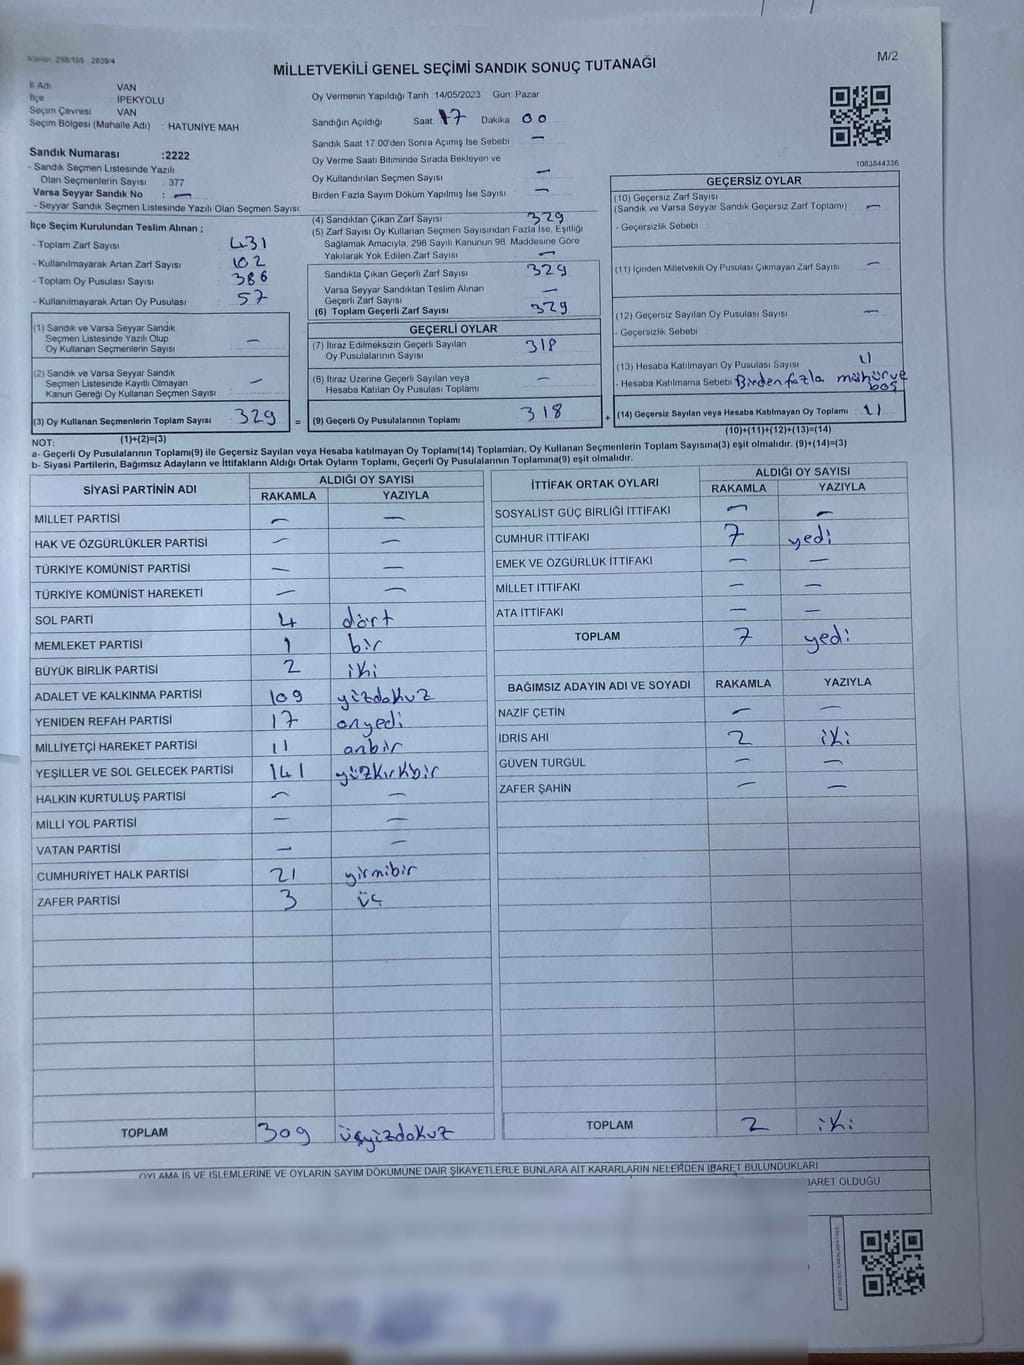 M/2
MİLLETVEKİLİ GENEL SEÇİMİ SANDIK SONUÇ TUTANAĞI
İl Adı VAN
İlçe İPEKYOLU
Seçim Çevresi VAN
Seçim Bölgesi (Mahalle Adı) : HATUNİYE MAH
Sandık Numarası :2222
- Sandık Seçmen Listesinde Yazılı
Olan Seçmenlerin Sayısı : 377
Varsa Seyyar Sandık No : —
- Seyyar Sandık Seçmen Listesinde Yazılı Olan Seçmen Sayısı:
İlçe Seçim Kurulundan Teslim Alınan ;
- Toplam Zarf Sayısı : 431
- Kullanılmayarak Artan Zarf Sayısı : 102
- Toplam Oy Pusulası Sayısı : 386
- Kullanılmayarak Artan Oy Pusulası : 57
Oy Vermenin Yapıldığı Tarih :14/05/2023 Gün: Pazar
Sandığın Açıldığı Saat: 17 Dakika 00
Sandık Saat 17:00'den Sonra Açımış İse Sebebi : —
Oy Verme Saati Bitiminde Sırada Bekleyen ve
Oy Kullandırılan Seçmen Sayısı : —
Birden Fazla Sayım Döküm Yapılmış İse Sayısı : —
(4) Sandıktan Çıkan Zarf Sayısı : 329
(5) Zarf Sayısı Oy Kullanan Seçmen Sayısından Fazla İse, Eşitliği
Sağlamak Amacıyla, 298 Sayılı Kanunun 98. Maddesine Göre
Yakılarak Yok Edilen Zarf Sayısı : —
Sandıkta Çıkan Geçerli Zarf Sayısı : 329
Varsa Seyyar Sandıktan Teslim Alınan
Geçerli Zarf Sayısı : —
(6) Toplam Geçerli Zarf Sayısı : 329
1083844336
GEÇERSİZ OYLAR
(10) Geçersiz Zarf Sayısı
(Sandık ve Varsa Seyyar Sandık Geçersiz Zarf Toplamı) : —
- Geçersizlik Sebebi :
(11) İçinden Milletvekili Oy Pusulası Çıkmayan Zarf Sayısı : —
(12) Geçersiz Sayılan Oy Pusulası Sayısı : —
- Geçersizlik Sebebi :
(13) Hesaba Katılmayan Oy Pusulası Sayısı : 11
- Hesaba Katılmama Sebebi : Birden fazla mühür ve
boş
(14) Geçersiz Sayılan veya Hesaba Katılmayan Oy Toplamı : 11
(10)+(11)+(12)+(13)=(14)
(1) Sandık ve Varsa Seyyar Sandık
Seçmen Listesinde Yazılı Olup
Oy Kullanan Seçmenlerin Sayısı : —
(2) Sandık ve Varsa Seyyar Sandık
Seçmen Listesinde Kayıtlı Olmayan
Kanun Gereği Oy Kullanan Seçmen Sayısı : —
(3) Oy Kullanan Seçmenlerin Toplam Sayısı : 329 =
(1)+(2)=(3)
GEÇERLİ OYLAR
(7) İtiraz Edilmeksizin Geçerli Sayılan
Oy Pusulalarının Sayısı : 318
(8) İtiraz Üzerine Geçerli Sayılan veya
Hesaba Katılan Oy Pusulası Toplamı : —
(9) Geçerli Oy Pusulalarının Toplamı : 318 +
NOT:
a- Geçerli Oy Pusulalarının Toplamı(9) ile Geçersiz Sayılan veya Hesaba katılmayan Oy Toplamı(14) Toplamları, Oy Kullanan Seçmenlerin Toplam Sayısına(3) eşit olmalıdır. (9)+(14)=(3)
b- Siyasi Partilerin, Bağımsız Adayların ve İttifakların Aldığı Ortak Oyların Toplamı, Geçerli Oy Pusulalarının Toplamına(9) eşit olmalıdır.
SİYASİ PARTİNİN ADI ALDIĞI OY SAYISI
RAKAMLA YAZIYLA
MİLLET PARTİSİ — —
HAK VE ÖZGÜRLÜKLER PARTİSİ — —
TÜRKİYE KOMÜNİST PARTİSİ — —
TÜRKİYE KOMÜNİST HAREKETİ — —
SOL PARTİ 4 dört
MEMLEKET PARTİSİ 1 bir
BÜYÜK BİRLİK PARTİSİ 2 iki
ADALET VE KALKINMA PARTİSİ 109 yüzdokuz
YENİDEN REFAH PARTİSİ 17 onyedi
MİLLİYETÇİ HAREKET PARTİSİ 11 onbir
YEŞİLLER VE SOL GELECEK PARTİSİ 141 yüzkırkbir
HALKIN KURTULUŞ PARTİSİ — —
MİLLİ YOL PARTİSİ — —
VATAN PARTİSİ — —
CUMHURİYET HALK PARTİSİ 21 yirmibir
ZAFER PARTİSİ 3 üç
TOPLAM 309 üçyüzdokuz
İTTİFAK ORTAK OYLARI ALDIĞI OY SAYISI
RAKAMLA YAZIYLA
SOSYALİST GÜÇ BİRLİĞİ İTTİFAKI — —
CUMHUR İTTİFAKI 7 yedi
EMEK VE ÖZGÜRLÜK İTTİFAKI — —
MİLLET İTTİFAKI — —
ATA İTTİFAKI — —
TOPLAM 7 yedi
BAĞIMSIZ ADAYIN ADI VE SOYADI RAKAMLA YAZIYLA
NAZİF ÇETİN — —
İDRİS AHİ 2 iki
GÜVEN TURGUL — —
ZAFER ŞAHİN — —
TOPLAM 2 iki
OYLAMA İŞ VE İŞLEMLERİNE VE OYLARIN SAYIM DÖKÜMÜNE DAİR ŞİKAYETLERLE BUNLARA AİT KARARLARIN NELERDEN İBARET BULUNDUKLARI
OLDUĞU